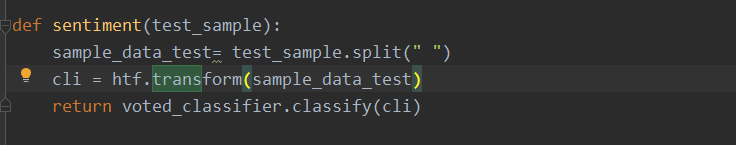 def sentiment(test_sample):
    sample_data_test= test_sample.split(" ")
    cli = htf.transform(sample_data_test)
    return voted_classifier.classify(cli)